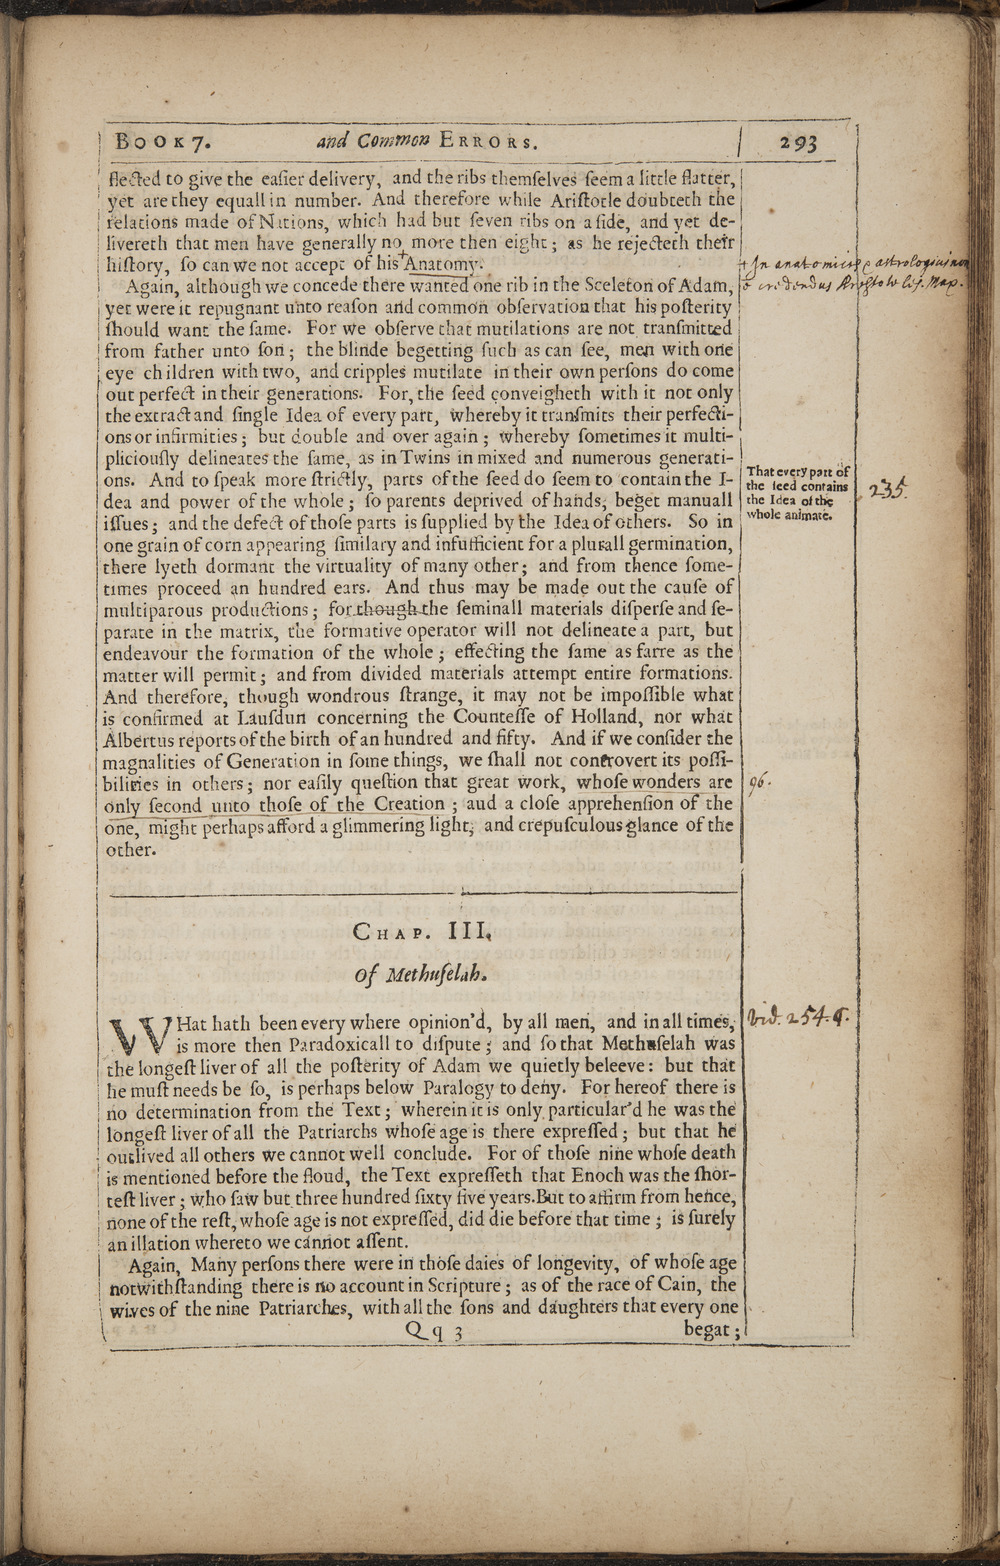 BOOK 7. and Common ERRORS. 293
flected to give the eaſier delivery, and the ribs themſelves ſeem a little flatter,
yet are they equall in number. And therefore while Ariſtotle doubteth the
relations made of Nations, which had but ſeven ribs on a ſide, and yet de-
livereth that men have generally no more then eight; as he rejecteth their
hiſtory, ſo can we not accept of his + Anatomy.
+ In anatomicis & astrologicis non
credendus Aristoteles. Max.
Again, although we concede there wanted one rib in the Sceleton of Adam,
yet were it repugnant unto reaſon and common obſervation that his poſterity
ſhould want the ſame. For we obſerve that mutilations are not tranſmitted
from father unto ſon; the blinde begetting ſuch as can ſee, men with one
eye children with two, and cripples mutilate in their own perſons do come
out perfect in their generations. For, the ſeed conveigheth with it not only
the extract and ſingle Idea of every part, whereby it tranſmits their perfecti-
ons or infirmities; but double and over again; whereby ſometimes it multi-
pliciouſly delineates the ſame, as in Twins in mixed and numerous generati-
ons. And to ſpeak more ſtrictly, parts of the ſeed do ſeem to contain the I-
dea and power of the whole; ſo parents deprived of hands, beget manuall
iſſues; and the defect of thoſe parts is ſupplied by the Idea of others. So in
one grain of corn appearing ſimilary and inſufficient for a plurall germination,
there lyeth dormant the virtuality of many other; and from thence ſome-
times proceed an hundred ears. And thus may be made out the cauſe of
multiparous productions; for though the ſeminall materials diſperſe and ſe-
parate in the matrix, the formative operator will not delineate a part, but
endeavour the formation of the whole; effecting the ſame as farre as the
matter will permit; and from divided materials attempt entire formations.
And therefore, though wondrous ſtrange, it may not be impoſſible what
is confirmed at Lauſdun concerning the Counteſſe of Holland, nor what
Albertus reports of the birth of an hundred and fifty. And if we conſider the
magnalities of Generation in ſome things, we ſhall not controvert its poſſi-
bilities in others; nor eaſily queſtion that great work, whoſe wonders are
only ſecond unto thoſe of the Creation; aud a cloſe apprehenſion of the
one, might perhaps afford a glimmering light, and crepuſculous glance of the
other.
That every part of
the ſeed contains
the Idea of the
whole animate.
235.
96.
CHAP. III.
Of Methuſelah.
WHat hath been every where opinion'd, by all men, and in all times,
is more then Paradoxicall to diſpute; and ſo that Methuſelah was
the longeſt liver of all the poſterity of Adam we quietly beleeve: but that
he muſt needs be ſo, is perhaps below Paralogy to deny. For hereof there is
no determination from the Text; wherein it is only particular'd he was the
longeſt liver of all the Patriarchs whoſe age is there expreſſed; but that he
outlived all others we cannot well conclude. For of thoſe nine whoſe death
is mentioned before the floud, the Text expreſſeth that Enoch was the ſhor-
teſt liver; who ſaw but three hundred ſixty five years. But to affirm from hence,
none of the reſt, whoſe age is not expreſſed, did die before that time; is ſurely
an illation whereto we cannot aſſent.
Again, Many perſons there were in thoſe daies of longevity, of whoſe age
notwithſtanding there is no account in Scripture; as of the race of Cain, the
wives of the nine Patriarches, with all the ſons and daughters that every one
Vid. 254.
Qq 3 begat;